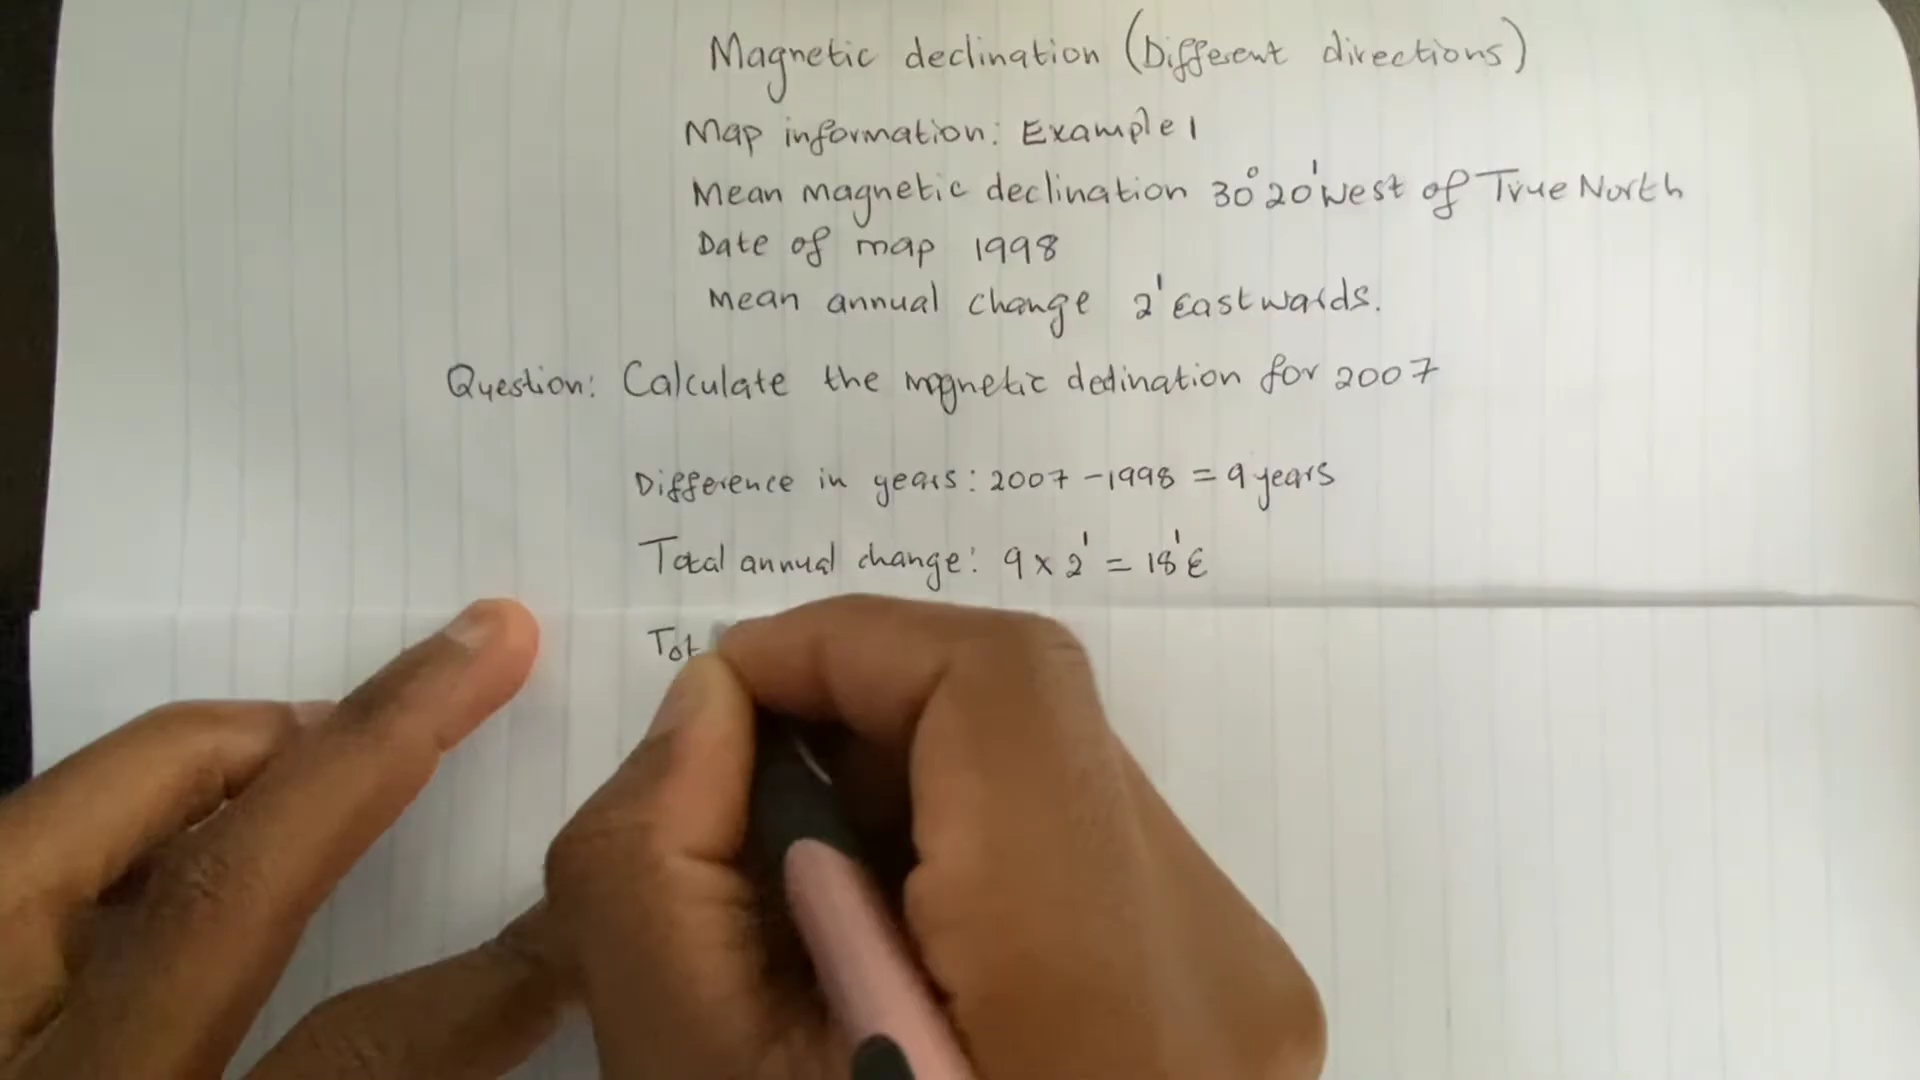 Magnetic declination (Different directions)
Map information: Example 1
Mean magnetic declination 30°20' West of True North
Date of map 1998
Mean annual change 2' Eastwards.
Question: Calculate the magnetic declination for 2007
Difference in years: 2007 - 1998 = 9 years
Total annual change: 9 x 2' = 18'E
Tot